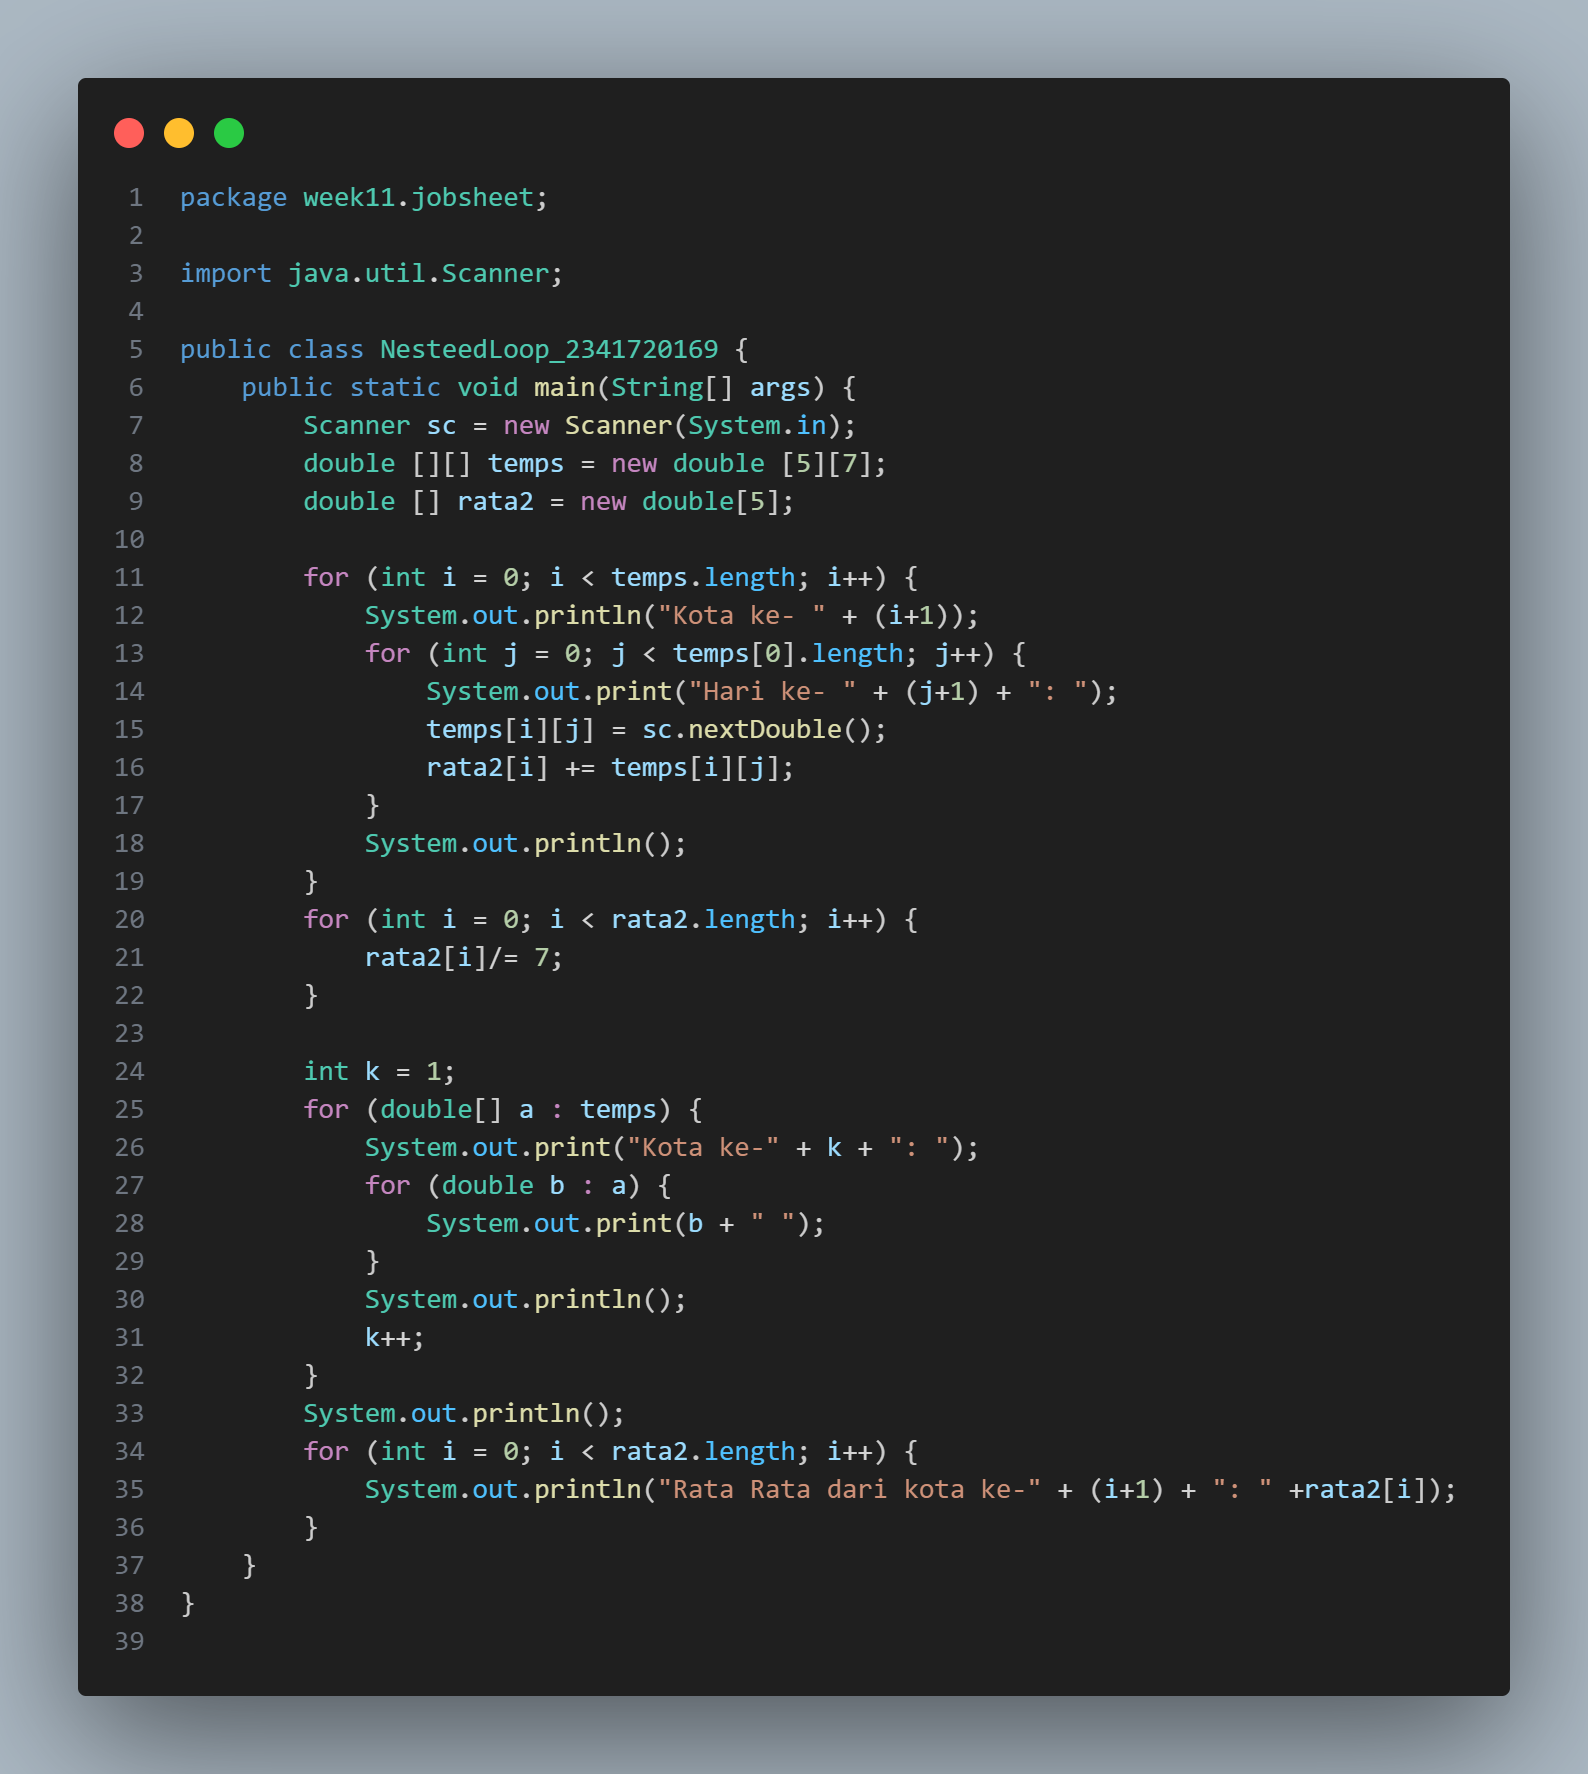 1 package week11.jobsheet;
2
3 import java.util.Scanner;
4
5 public class NesteedLoop_2341720169 {
6     public static void main(String[] args) {
7         Scanner sc = new Scanner(System.in);
8         double [][] temps = new double [5][7];
9         double [] rata2 = new double[5];
10
11         for (int i = 0; i < temps.length; i++) {
12             System.out.println("Kota ke- " + (i+1));
13             for (int j = 0; j < temps[0].length; j++) {
14                 System.out.print("Hari ke- " + (j+1) + ": ");
15                 temps[i][j] = sc.nextDouble();
16                 rata2[i] += temps[i][j];
17             }
18             System.out.println();
19         }
20         for (int i = 0; i < rata2.length; i++) {
21             rata2[i]/= 7;
22         }
23
24         int k = 1;
25         for (double[] a : temps) {
26             System.out.print("Kota ke-" + k + ": ");
27             for (double b : a) {
28                 System.out.print(b + " ");
29             }
30             System.out.println();
31             k++;
32         }
33         System.out.println();
34         for (int i = 0; i < rata2.length; i++) {
35             System.out.println("Rata Rata dari kota ke-" + (i+1) + ": " +rata2[i]);
36         }
37     }
38 }
39